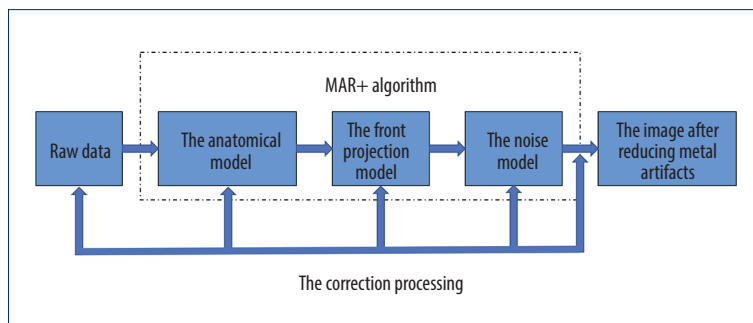 MAR+ algorithm
Raw data
The anatomical
model
The front
projection
model
The noise
model
The image after
reducing metal
artifacts
The correction processing